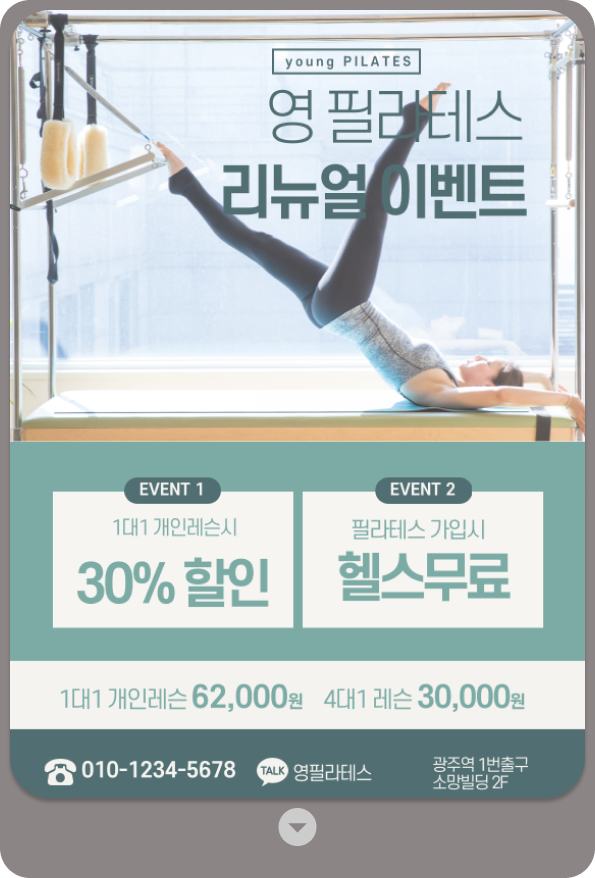 young PILATES
영 필라테스
리뉴얼 이벤트
EVENT 1
1대1 개인레슨시
30% 할인
EVENT 2
필라테스 가입시
헬스무료
1대1 개인레슨 62,000원 4대1 레슨 30,000원
010-1234-5678
TALK 영필라테스
광주역 1번출구
소망빌딩 2F